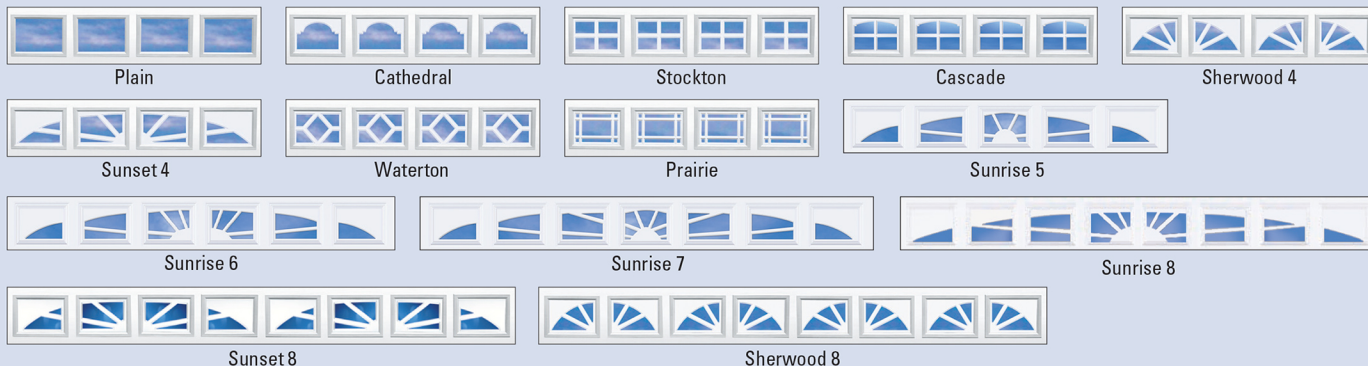 Plain
Cathedral
Stockton
Cascade
Sherwood 4
Sunset 4
Waterton
Prairie
Sunrise 5
Sunrise 6
Sunrise 7
Sunrise 8
Sunset 8
Sherwood 8